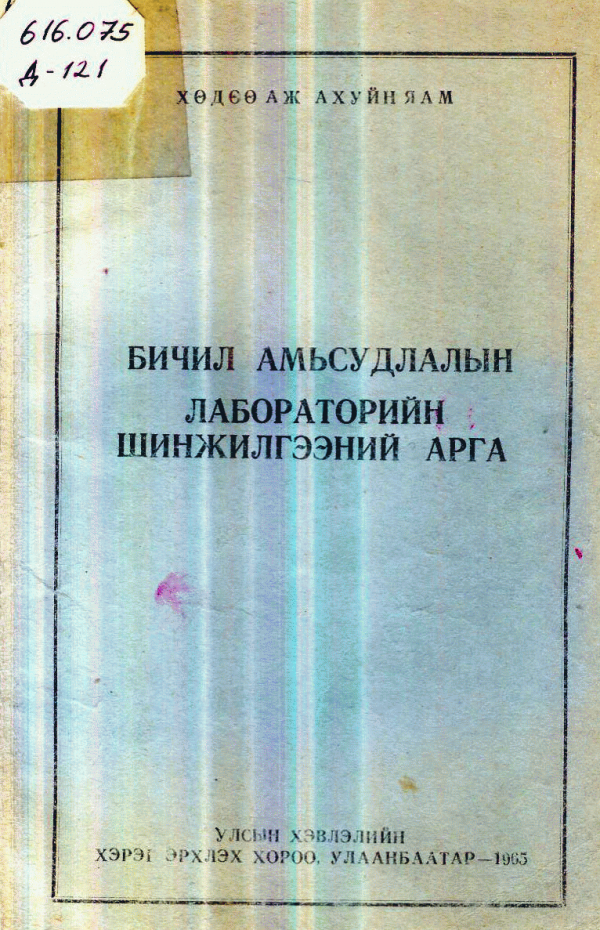 616.075
Д-121
ХӨДӨӨ АЖ АХУЙН ЯАМ
БИЧИЛ АМЬСУДЛАЛЫН
ЛАБОРАТОРИЙН
ШИНЖИЛГЭЭНИЙ АРГА
УЛСЫН ХЭВЛЭЛИЙН
ХЭРЭГ ЭРХЛЭХ ХОРОО, УЛААНБААТАР—1965